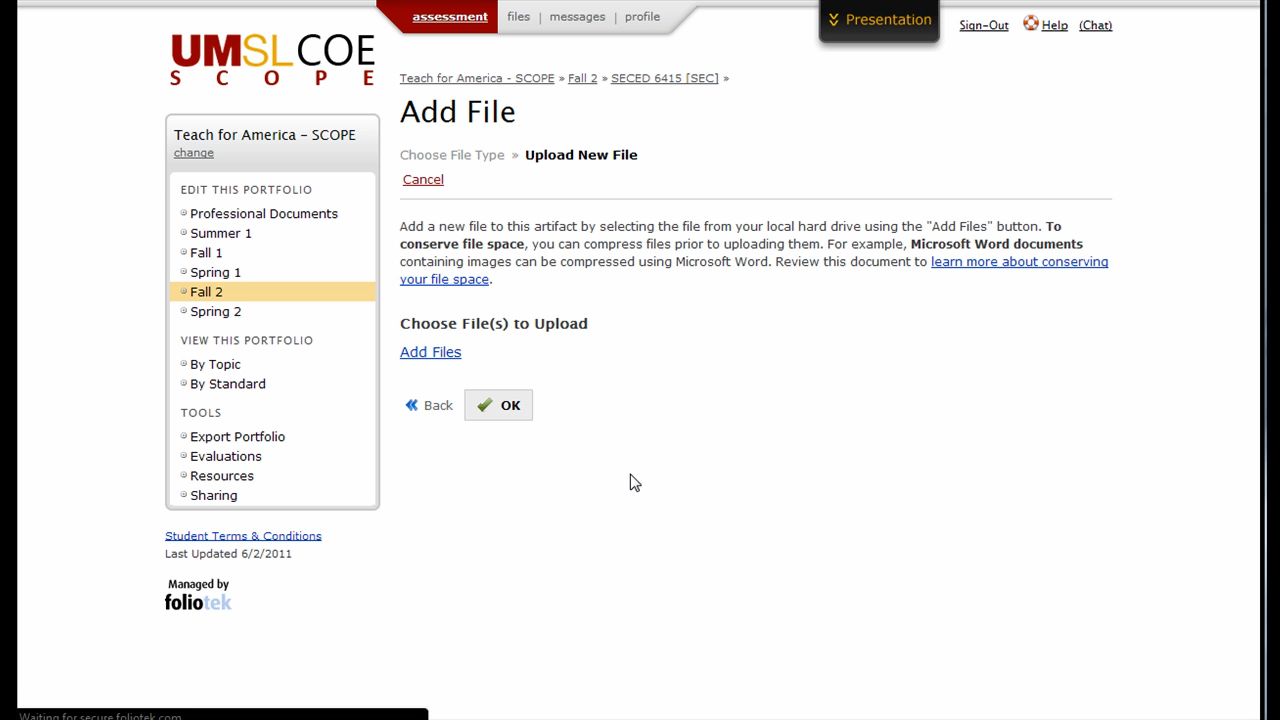 assessment files | messages | profile
Presentation
Sign-Out Help (Chat)
UMSLCOE
SCOPE
Teach for America - SCOPE » Fall 2 » SECED 6415 [SEC] »
Add File
Choose File Type » Upload New File
Cancel
Teach for America – SCOPE
change
EDIT THIS PORTFOLIO
Professional Documents
Summer 1
Fall 1
Spring 1
Fall 2
Spring 2
VIEW THIS PORTFOLIO
By Topic
By Standard
TOOLS
Export Portfolio
Evaluations
Resources
Sharing
Add a new file to this artifact by selecting the file from your local hard drive using the "Add Files" button. To
conserve file space, you can compress files prior to uploading them. For example, Microsoft Word documents
containing images can be compressed using Microsoft Word. Review this document to learn more about conserving
your file space.
Choose File(s) to Upload
Add Files
Back OK
Student Terms & Conditions
Last Updated 6/2/2011
Managed by
foliotek
Waiting for secure.foliotek.com